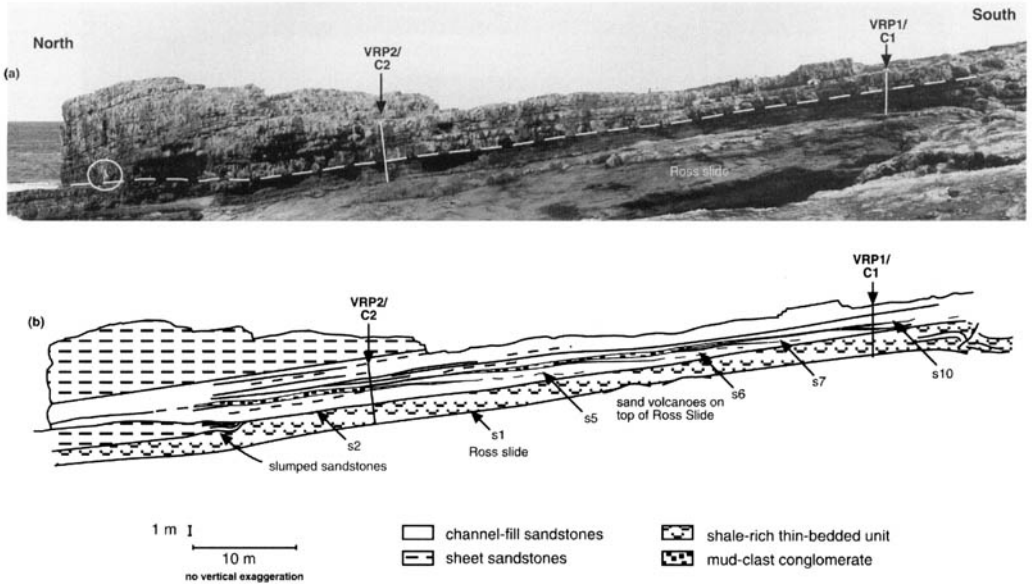 North
South
VRP2/
C2
VRP1/
C1
(a)
Ross slide
(b)
VRP2/
C2
VRP1/
C1
s10
s7
s6
s5
sand volcanoes on
top of Ross Slide
s1
s2
Ross slide
slumped sandstones
1 m
10 m
no vertical exaggeration
channel-fill sandstones
sheet sandstones
shale-rich thin-bedded unit
mud-clast conglomerate